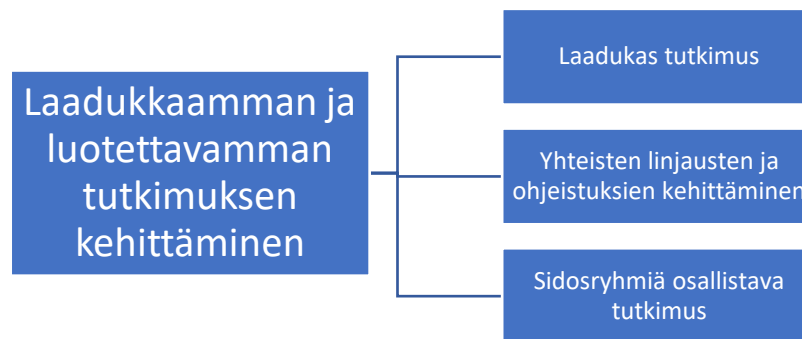 Laadukkaamman ja
luotettavamman
tutkimuksen
kehittäminen
Laadukas tutkimus
Yhteisten linjausten ja
ohjeistuksien kehittäminen
Sidosryhmiä osallistava
tutkimus